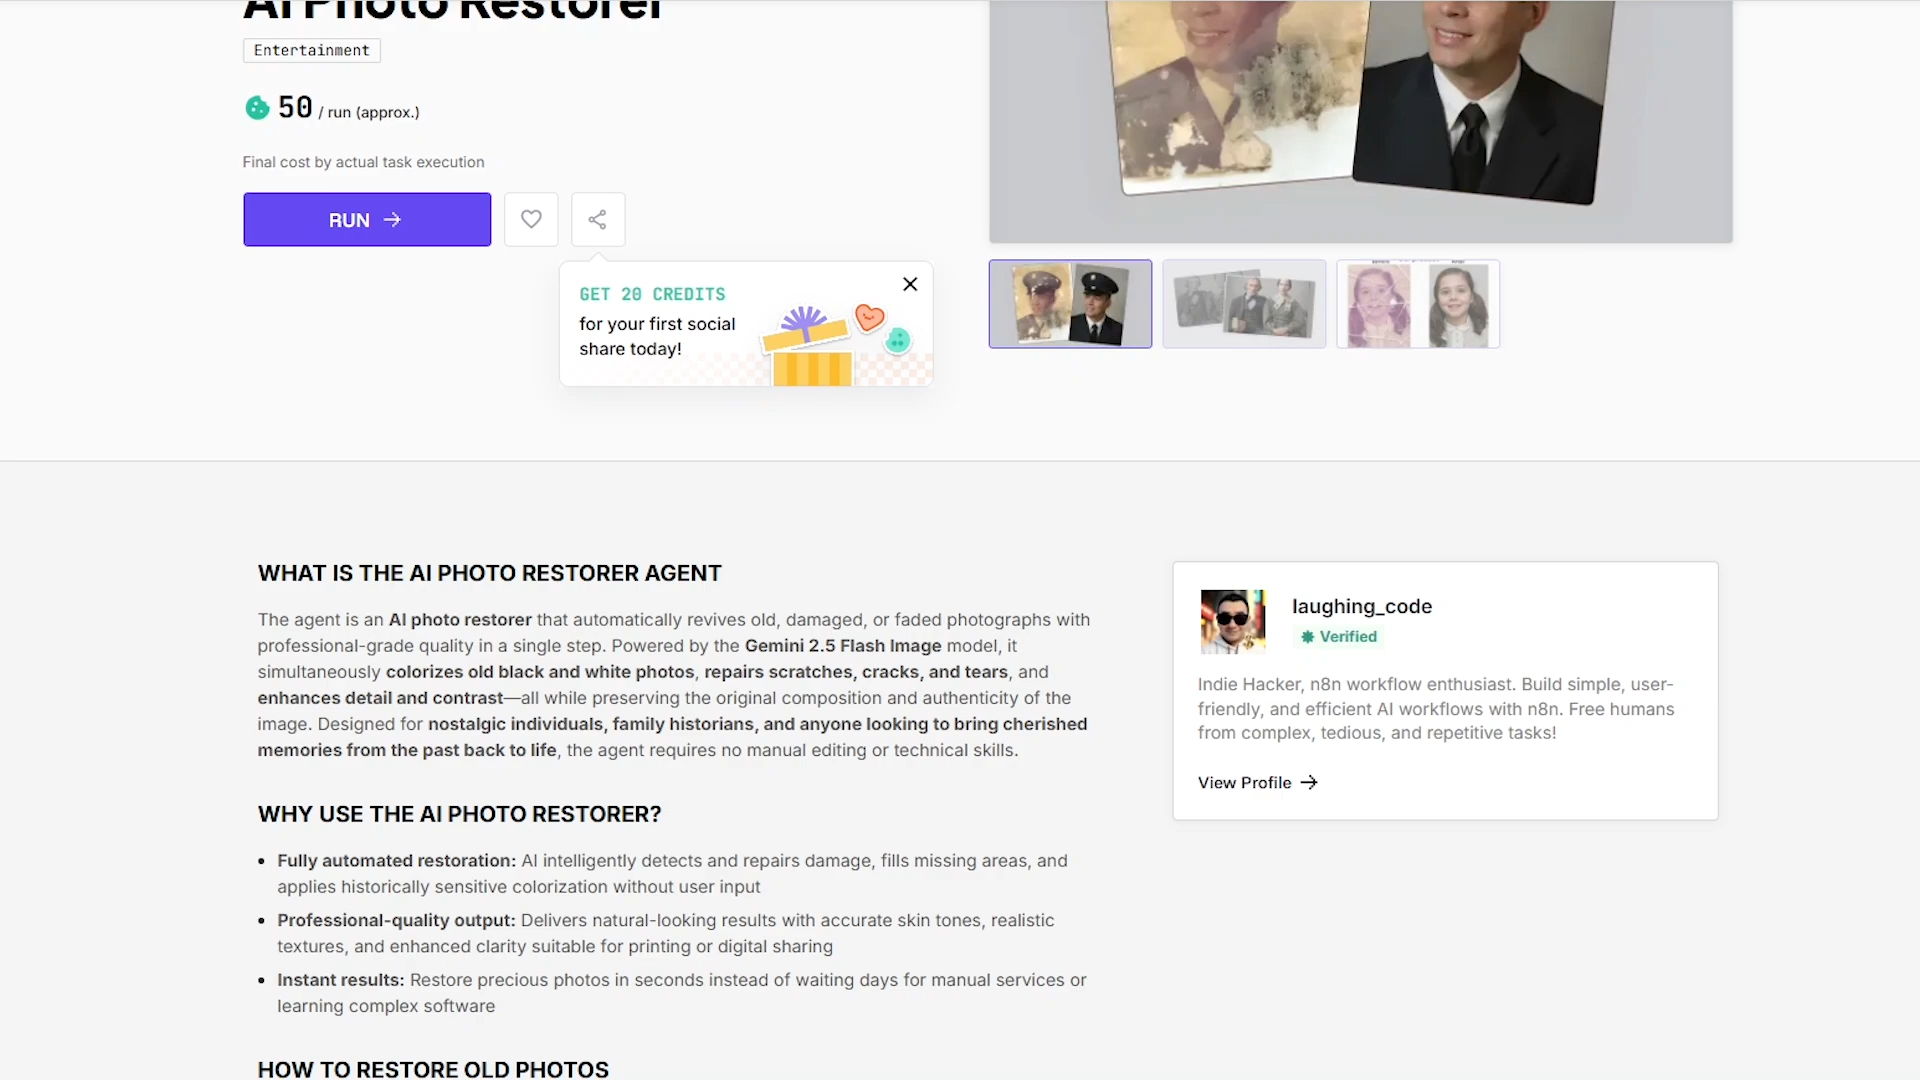 AI Photo Restorer
Entertainment
50 / run (approx.)
Final cost by actual task execution
RUN
GET 20 CREDITS
for your first social
share today!
WHAT IS THE AI PHOTO RESTORER AGENT
The agent is an AI photo restorer that automatically revives old, damaged, or faded photographs with
professional-grade quality in a single step. Powered by the Gemini 2.5 Flash Image model, it
simultaneously colorizes old black and white photos, repairs scratches, cracks, and tears, and
enhances detail and contrast—all while preserving the original composition and authenticity of the
image. Designed for nostalgic individuals, family historians, and anyone looking to bring cherished
memories from the past back to life, the agent requires no manual editing or technical skills.
WHY USE THE AI PHOTO RESTORER?
• Fully automated restoration: AI intelligently detects and repairs damage, fills missing areas, and
applies historically sensitive colorization without user input
• Professional-quality output: Delivers natural-looking results with accurate skin tones, realistic
textures, and enhanced clarity suitable for printing or digital sharing
• Instant results: Restore precious photos in seconds instead of waiting days for manual services or
learning complex software
HOW TO RESTORE OLD PHOTOS
laughing_code
Verified
Indie Hacker, n8n workflow enthusiast. Build simple, user-
friendly, and efficient AI workflows with n8n. Free humans
from complex, tedious, and repetitive tasks!
View Profile